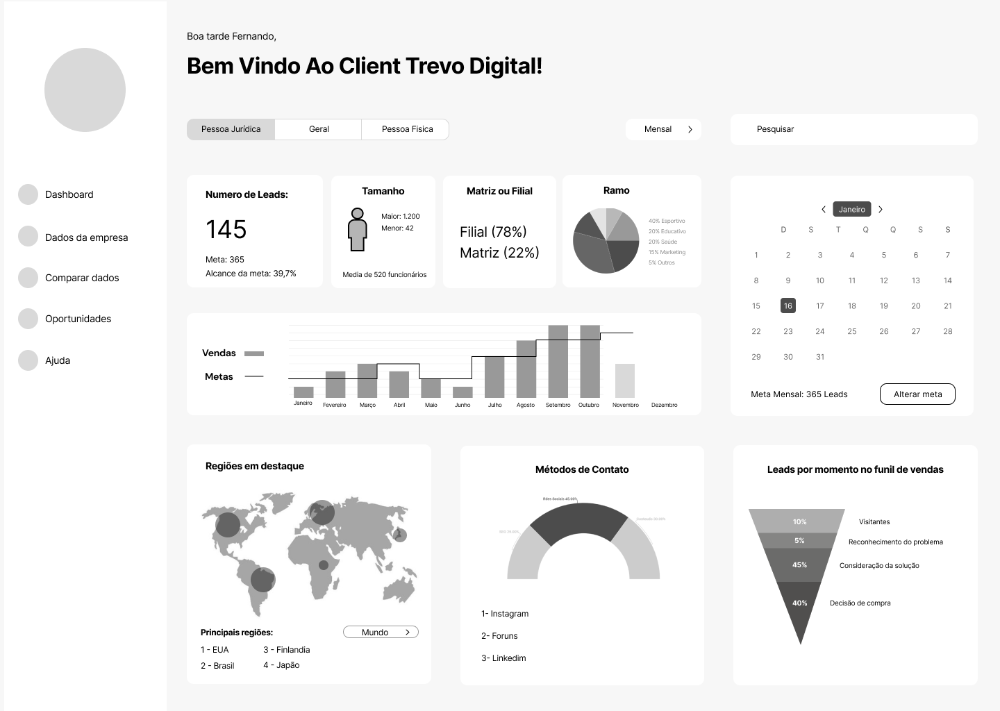 Boa tarde Fernando,
Bem Vindo Ao Client Trevo Digital!
Pessoa Jurídica
Geral
Pessoa Fisica
Mensal
Pesquisar
Dashboard
Dados da empresa
Comparar dados
Oportunidades
Ajuda
Numero de Leads:
145
Meta: 365
Alcance da meta: 39,7%
Tamanho
Maior: 1.200
Menor: 42
Media de 520 funcionários
Matriz ou Filial
Filial (78%)
Matriz (22%)
Ramo
40% Esportivo
20% Educativo
20% Saúde
15% Marketing
5% Outros
Janeiro
D S T Q Q S S
1 2 3 4 5 6 7
8 9 10 11 12 13 14
15 16 17 18 19 20 21
22 23 24 25 26 27 28
29 30 31
Meta Mensal: 365 Leads
Alterar meta
Vendas
Metas
Janeiro Fevereiro Março Abril Maio Junho Julho Agosto Setembro Outubro Novembro Dezembro
Regiões em destaque
Principais regiões:
Mundo
1 - EUA
3 - Finlandia
2 - Brasil
4 - Japão
Métodos de Contato
Rdes Sociais 45.00%
1- Instagram
2- Foruns
3- Linkedim
Leads por momento no funil de vendas
10% Visitantes
5% Reconhecimento do problema
45% Consideração da solução
40% Decisão de compra